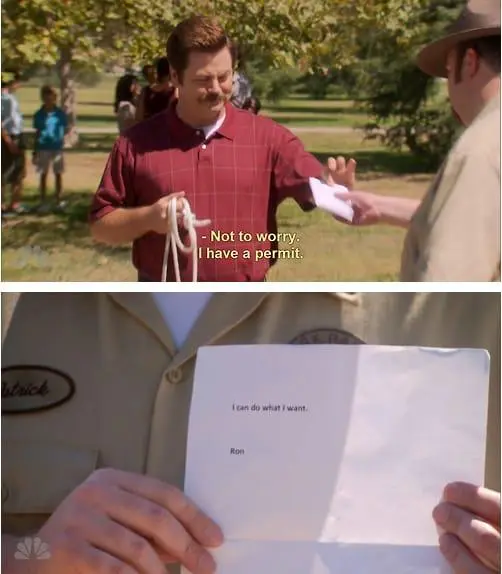 - Not to worry.
I have a permit.
I can do what I want.
Ron